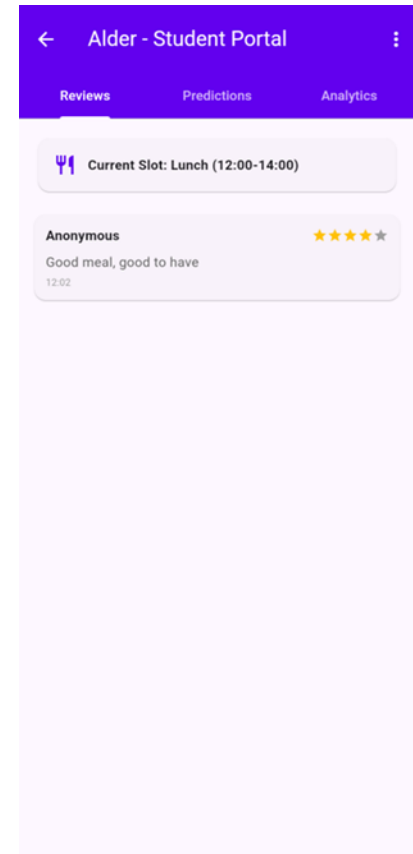 Alder - Student Portal
Reviews Predictions Analytics
Current Slot: Lunch (12:00-14:00)
Anonymous
Good meal, good to have
12:02